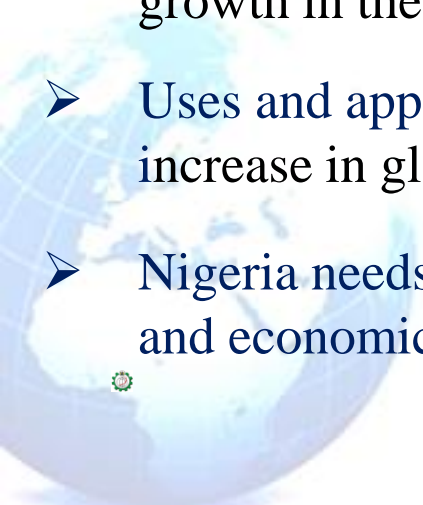 growth in the
Uses and app
increase in gl
Nigeria needs
and economic